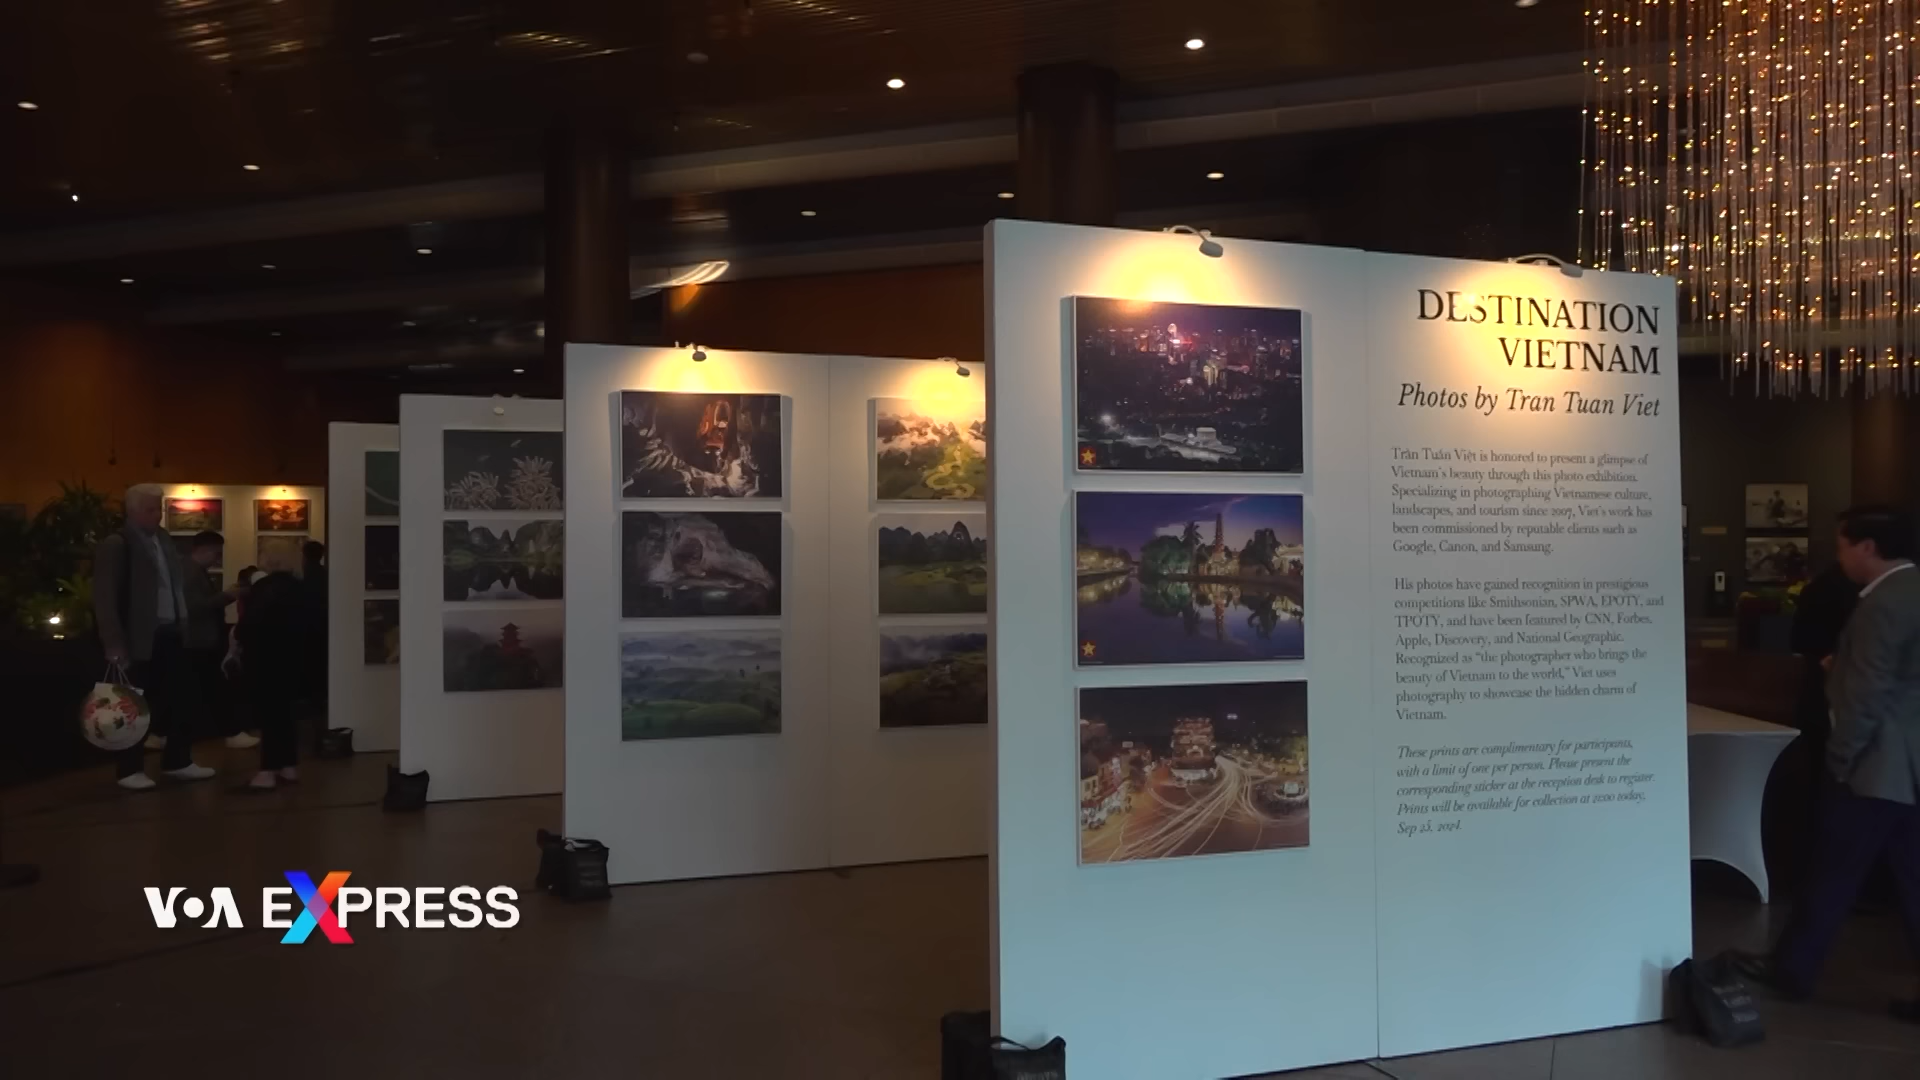 DESTINATION
VIETNAM
Photos by Tran Tuan Viet
Trần Tuấn Việt is honored to present a glimpse of
Vietnam's beauty through this photo exhibition.
Specializing in photographing Vietnamese culture,
landscapes, and tourism since 2007, Viet's work has
been commissioned by reputable clients such as
Google, Canon, and Samsung.
His photos have gained recognition in prestigious
competitions like Smithsonian, SPWA, EPOTY, and
TPOTY, and have been featured by CNN, Forbes,
Apple, Discovery, and National Geographic.
Recognized as “the photographer who brings the
beauty of Vietnam to the world,” Viet uses
photography to showcase the hidden charm of
Vietnam.
These prints are complimentary for participants,
with a limit of one per person. Please present the
corresponding sticker at the reception desk to register.
Prints will be available for collection at 21:00 today,
Sep 25, 2024.
VOA EXPRESS